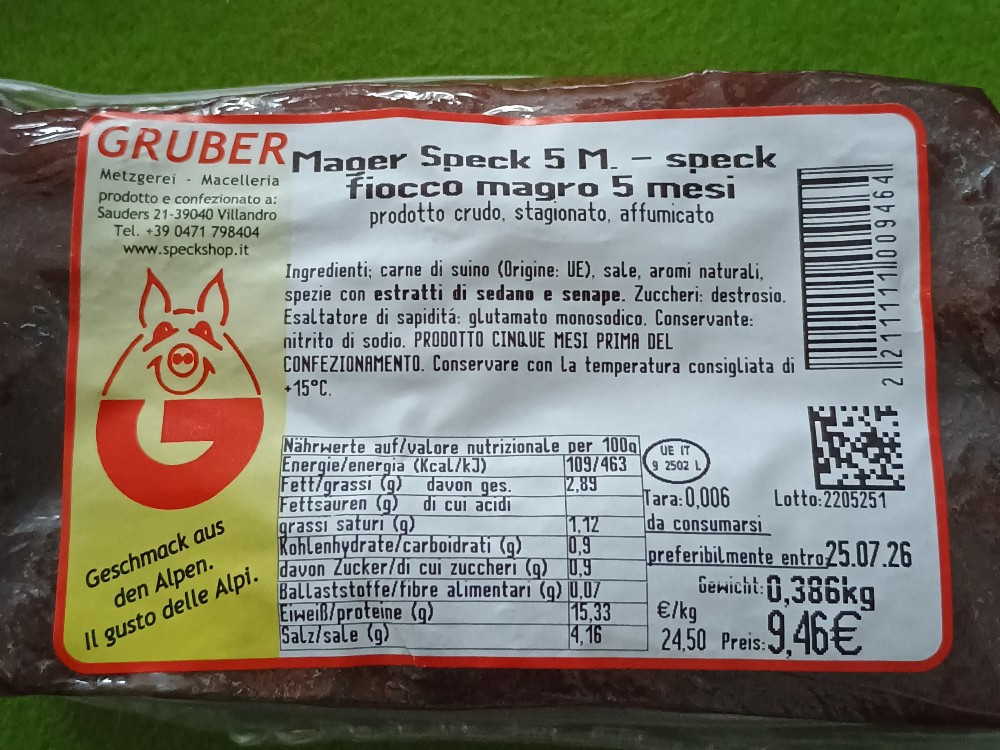 GRUBER
Metzgerei - Macelleria
prodotto e confezionato a:
Sauders 21-39040 Villandro
Tel. +39 0471 798404
www.speckshop.it
Mager Speck 5 M. - speck
fiocco magro 5 mesi
prodotto crudo, stagionato, affumicato
Ingredienti; carne di suino (Origine: UE), sale, aromi naturali,
spezie con estratti di sedano e senape. Zuccheri: destrosio.
Esaltatore di sapiditá: glutamato monosodico. Conservante:
nitrito di sodio. PRODOTTO CINQUE MESI PRIMA DEL
CONFEZIONAMENTO. Conservare con la temperatura consigliata di
+15°C.
2 211111 009464
Nährwerte auf/valore nutrizionale per 100g
Energie/energia (Kcal/kJ) 109/463
Fett/grassi (g) davon ges. 2,89
Fettsäuren (g) di cui acidi
grassi saturi (g) 1,12
Kohlenhydrate/carboidrati (g) 0,9
davon Zucker/di cui zuccheri (g) 0,9
Ballaststoffe/fibre alimentari (g) 0,07
Eiweiß/proteine (g) 15,33
Salz/sale (g) 4,16
UE IT
9 2502 L
Tara: 0,006
Lotto: 2205251
da consumarsi
preferibilmente entro 25.07.26
Gewicht: 0,386kg
€/kg
24,50 Preis: 9,46€
Geschmack aus
den Alpen.
Il gusto delle Alpi.